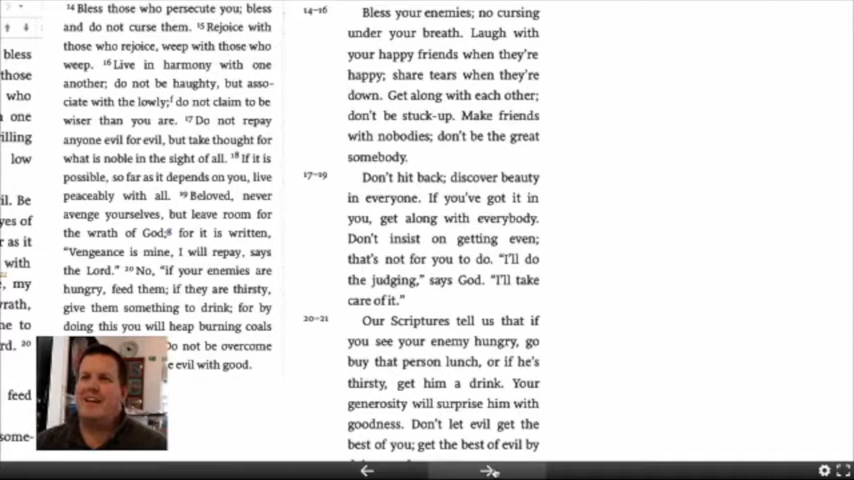 bless
those
who
one
illing
low
il. Be
yes of
r as it
with
, my
wrath,
ne to
rd. 20
feed
some-
14 Bless those who persecute you; bless
and do not curse them. 15 Rejoice with
those who rejoice, weep with those who
weep. 16 Live in harmony with one
another; do not be haughty, but asso-
ciate with the lowly;f do not claim to be
wiser than you are. 17 Do not repay
anyone evil for evil, but take thought for
what is noble in the sight of all. 18 If it is
possible, so far as it depends on you, live
peaceably with all. 19 Beloved, never
avenge yourselves, but leave room for
the wrath of God;g for it is written,
“Vengeance is mine, I will repay, says
the Lord.” 20 No, “if your enemies are
hungry, feed them; if they are thirsty,
give them something to drink; for by
doing this you will heap burning coals
Do not be overcome
e evil with good.
14–16
Bless your enemies; no cursing
under your breath. Laugh with
your happy friends when they’re
happy; share tears when they’re
down. Get along with each other;
don’t be stuck-up. Make friends
with nobodies; don’t be the great
somebody.
17–19
Don’t hit back; discover beauty
in everyone. If you’ve got it in
you, get along with everybody.
Don’t insist on getting even;
that’s not for you to do. “I’ll do
the judging,” says God. “I’ll take
care of it.”
20–21
Our Scriptures tell us that if
you see your enemy hungry, go
buy that person lunch, or if he’s
thirsty, get him a drink. Your
generosity will surprise him with
goodness. Don’t let evil get the
best of you; get the best of evil by